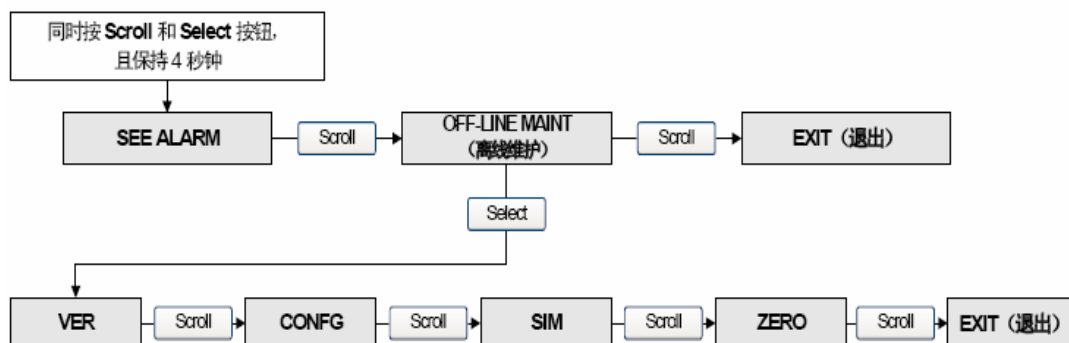 同时按 Scroll 和 Select 按钮,
且保持 4 秒钟
SEE ALARM
Scroll
OFF-LINE MAINT
（离线维护）
Scroll
EXIT（退出）
Select
VER
Scroll
CONFG
Scroll
SIM
Scroll
ZERO
Scroll
EXIT（退出）